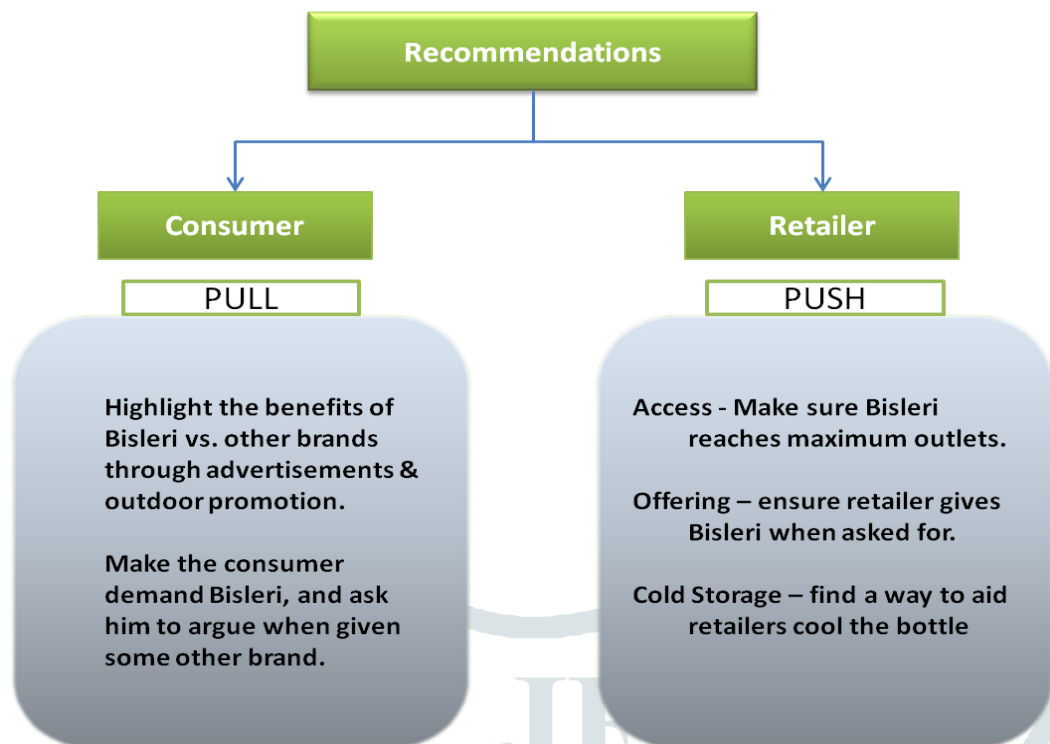 Recommendations
Consumer
PULL
Highlight the benefits of
Bisleri vs. other brands
through advertisements &
outdoor promotion.
Make the consumer
demand Bisleri, and ask
him to argue when given
some other brand.
Retailer
PUSH
Access - Make sure Bisleri
reaches maximum outlets.
Offering – ensure retailer gives
Bisleri when asked for.
Cold Storage – find a way to aid
retailers cool the bottle